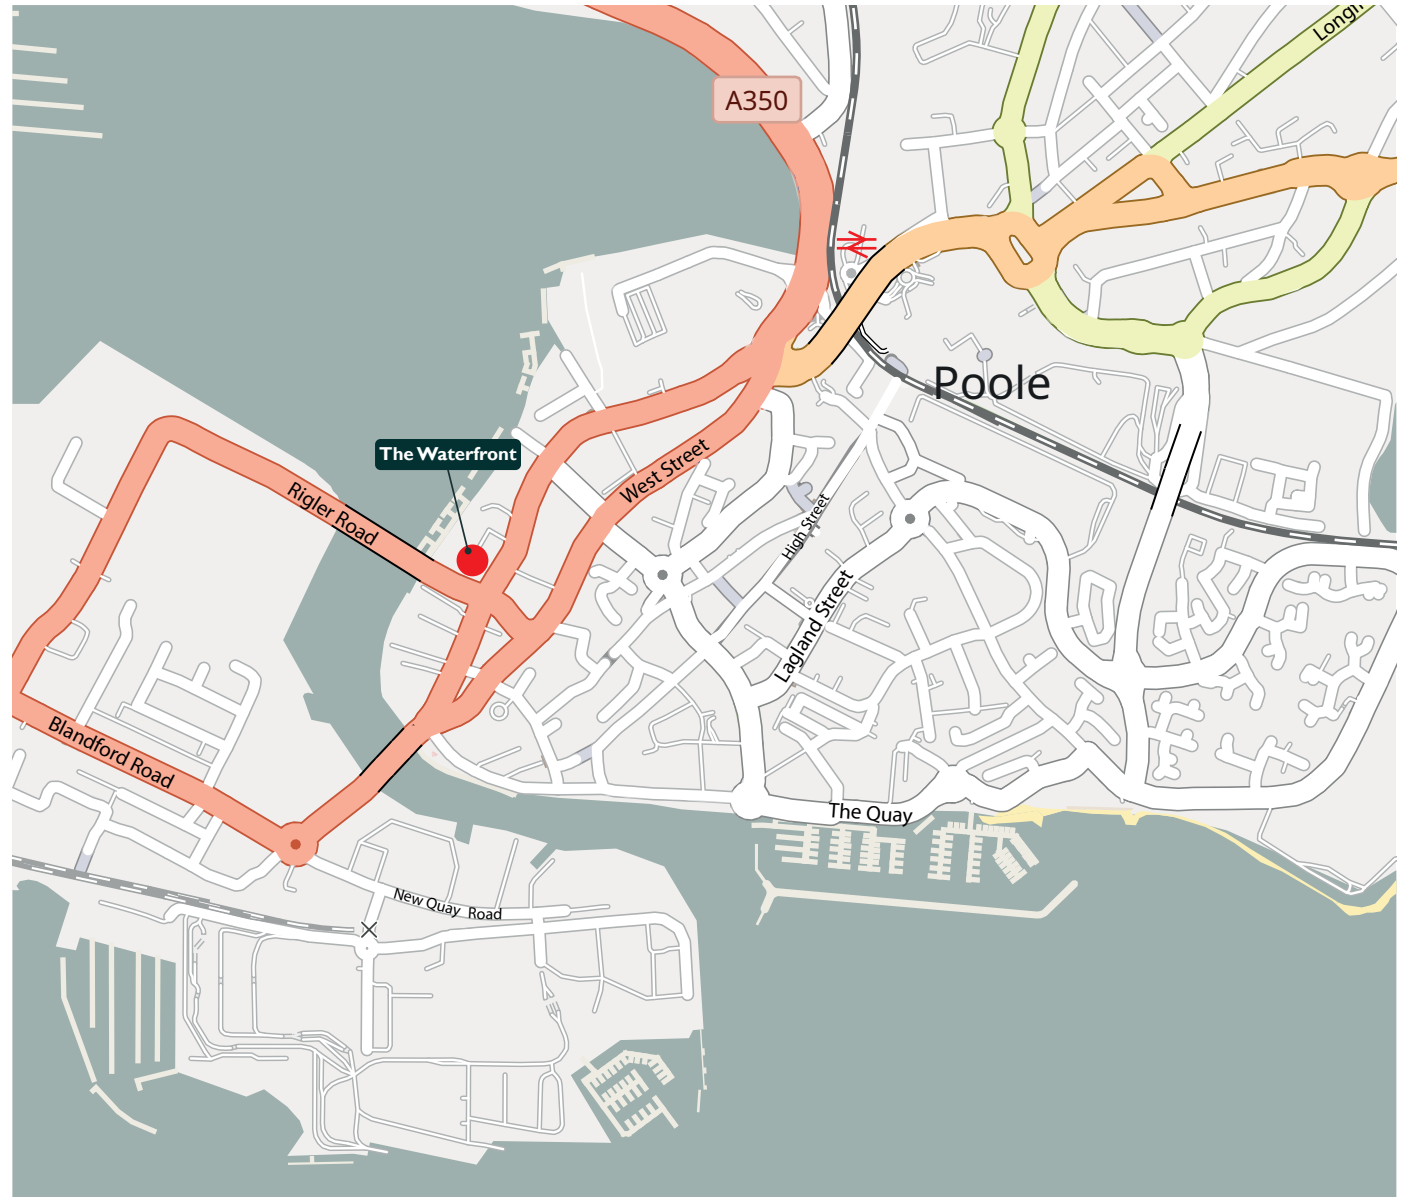 Longfl
A350
Poole
The Waterfront
West Street
Rigler Road
High Street
Lagland Street
Blandford Road
The Quay
New Quay Road